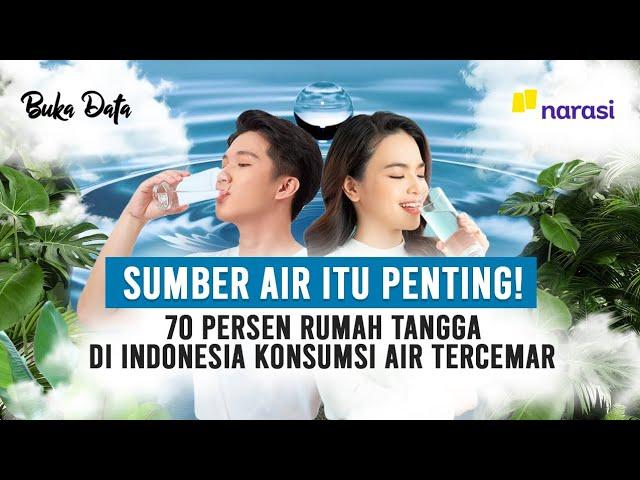 Buka Data
narasi
SUMBER AIR ITU PENTING!
70 PERSEN RUMAH TANGGA
DI INDONESIA KONSUMSI AIR TERCEMAR